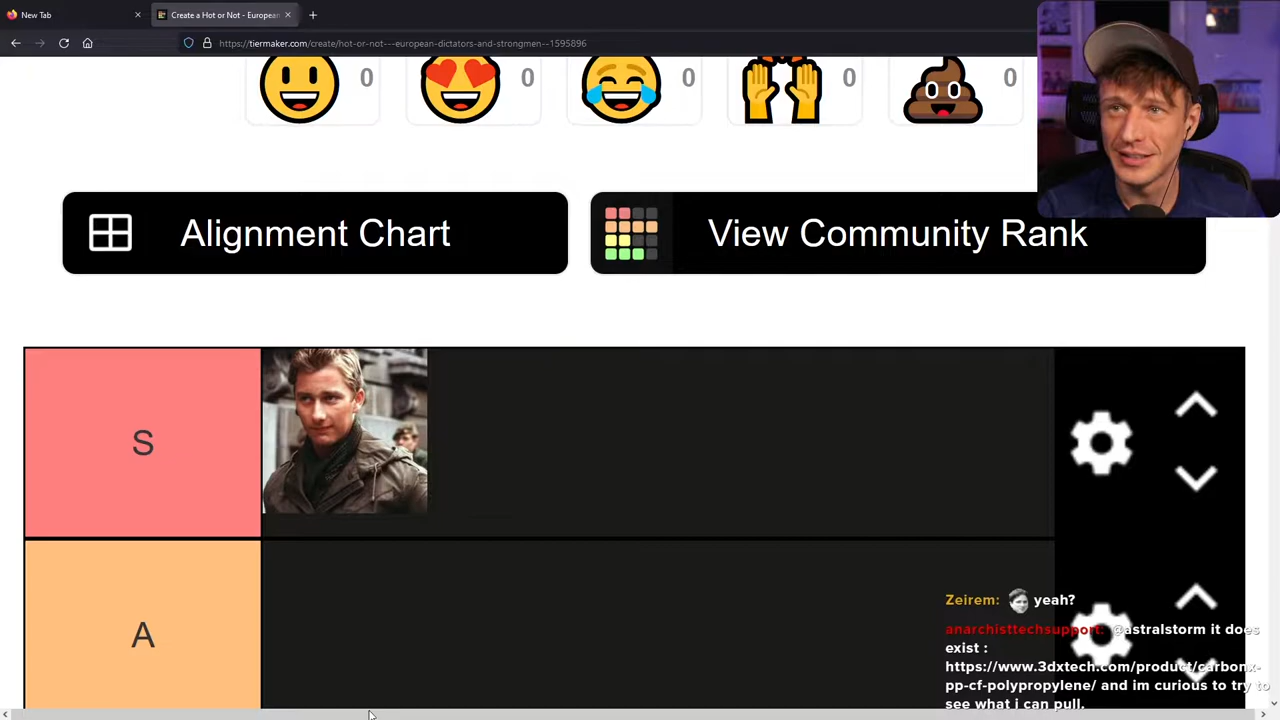 New Tab
Create a Hot or Not - European
https://tiermaker.com/create/hot-or-not---european-dictators-and-strongmen--1595896
0
0
0
0
0
Alignment Chart
View Community Rank
S
A
Zeirem: yeah?
anarchisttechsupport: @astralstorm it does
exist :
https://www.3dxtech.com/product/carbonx-
pp-cf-polypropylene/ and im curious to try to
see what i can pull.